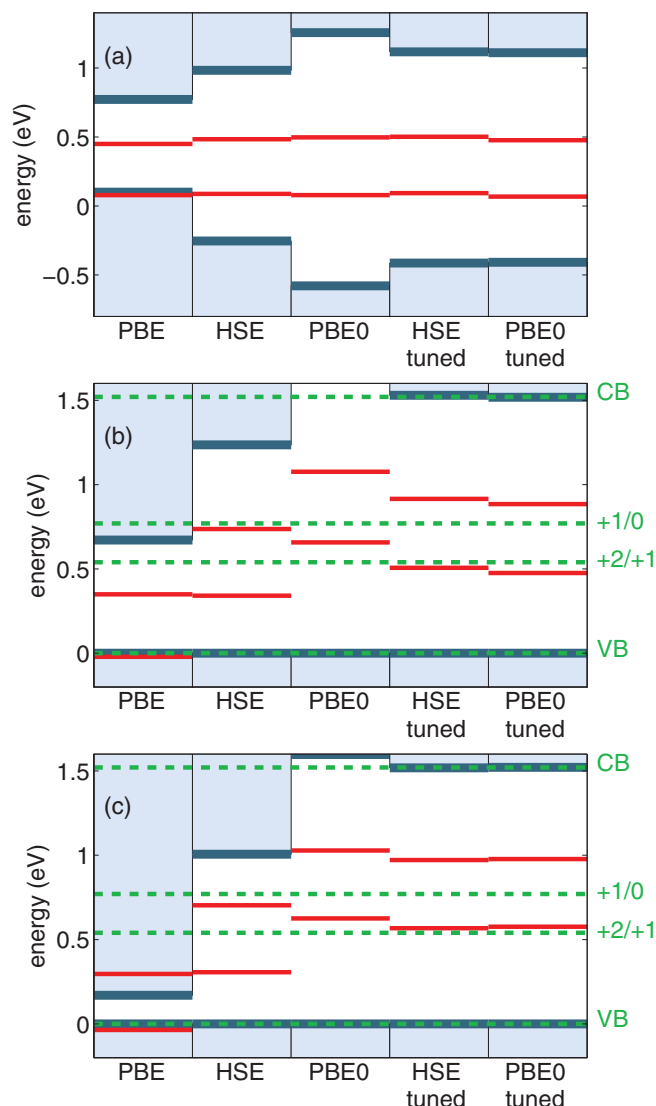 (a)
energy (eV)
1
0.5
0
−0.5
PBE HSE PBE0 HSE tuned PBE0 tuned
(b)
energy (eV)
1.5
1
0.5
0
CB
+1/0
+2/+1
VB
PBE HSE PBE0 HSE tuned PBE0 tuned
(c)
energy (eV)
1.5
1
0.5
0
CB
+1/0
+2/+1
VB
PBE HSE PBE0 HSE tuned PBE0 tuned